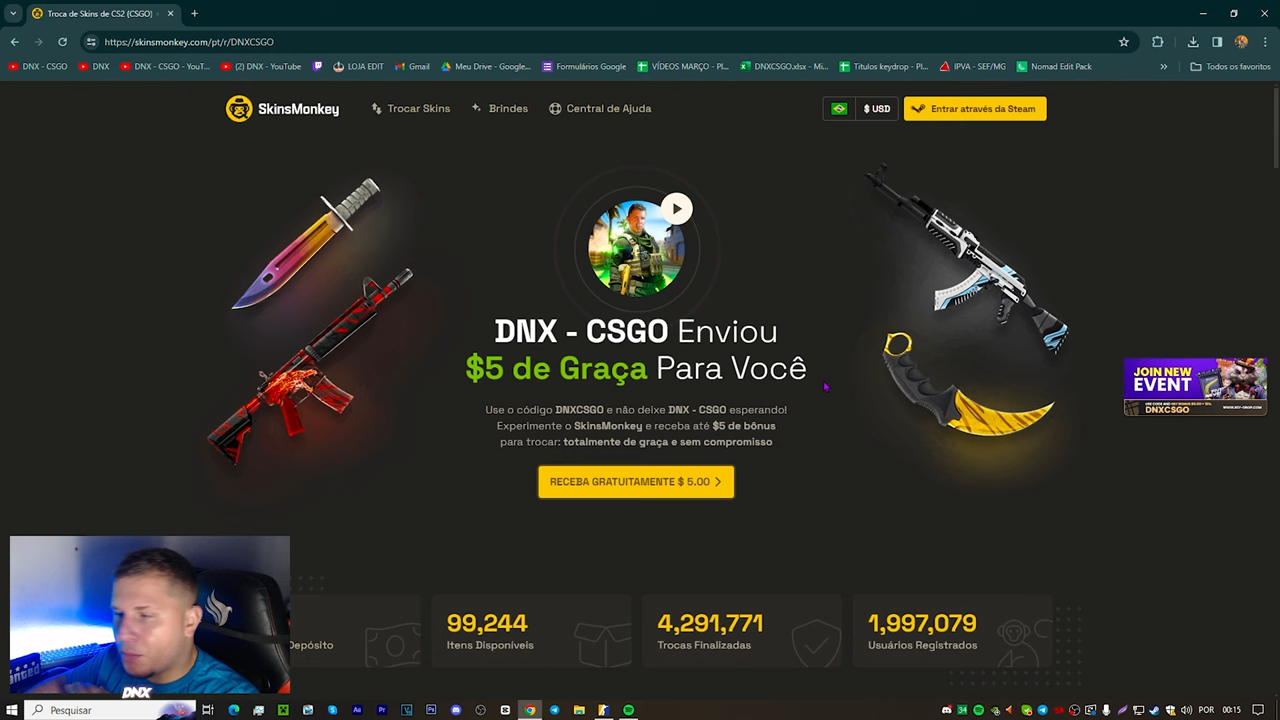 Troca de Skins de CS2 (CSGO)
https://skinsmonkey.com/pt/r/DNXCSGO
DNX - CSGO
DNX
DNX - CSGO - YouT...
(2) DNX - YouTube
LOJA EDIT
Gmail
Meu Drive - Google...
Formulários Google
VÍDEOS MARÇO - Pl...
DNXCSGO.xlsx - Mi...
Titulos keydrop - Pl...
IPVA - SEF/MG
Nomad Edit Pack
»
Todos os favoritos
SkinsMonkey
Trocar Skins
Brindes
Central de Ajuda
$ USD
Entrar através da Steam
DNX - CSGO Enviou
$5 de Graça Para Você
Use o código DNXCSGO e não deixe DNX - CSGO esperando!
Experimente o SkinsMonkey e receba até $5 de bônus
para trocar: totalmente de graça e sem compromisso
RECEBA GRATUITAMENTE $ 5.00
JOIN NEW
EVENT
DNXCSGO
WWW.KEY-DROP.COM
Depósito
99,244
Itens Disponíveis
4,291,771
Trocas Finalizadas
1,997,079
Usuários Registrados
DNX
Pesquisar
POR
00:15